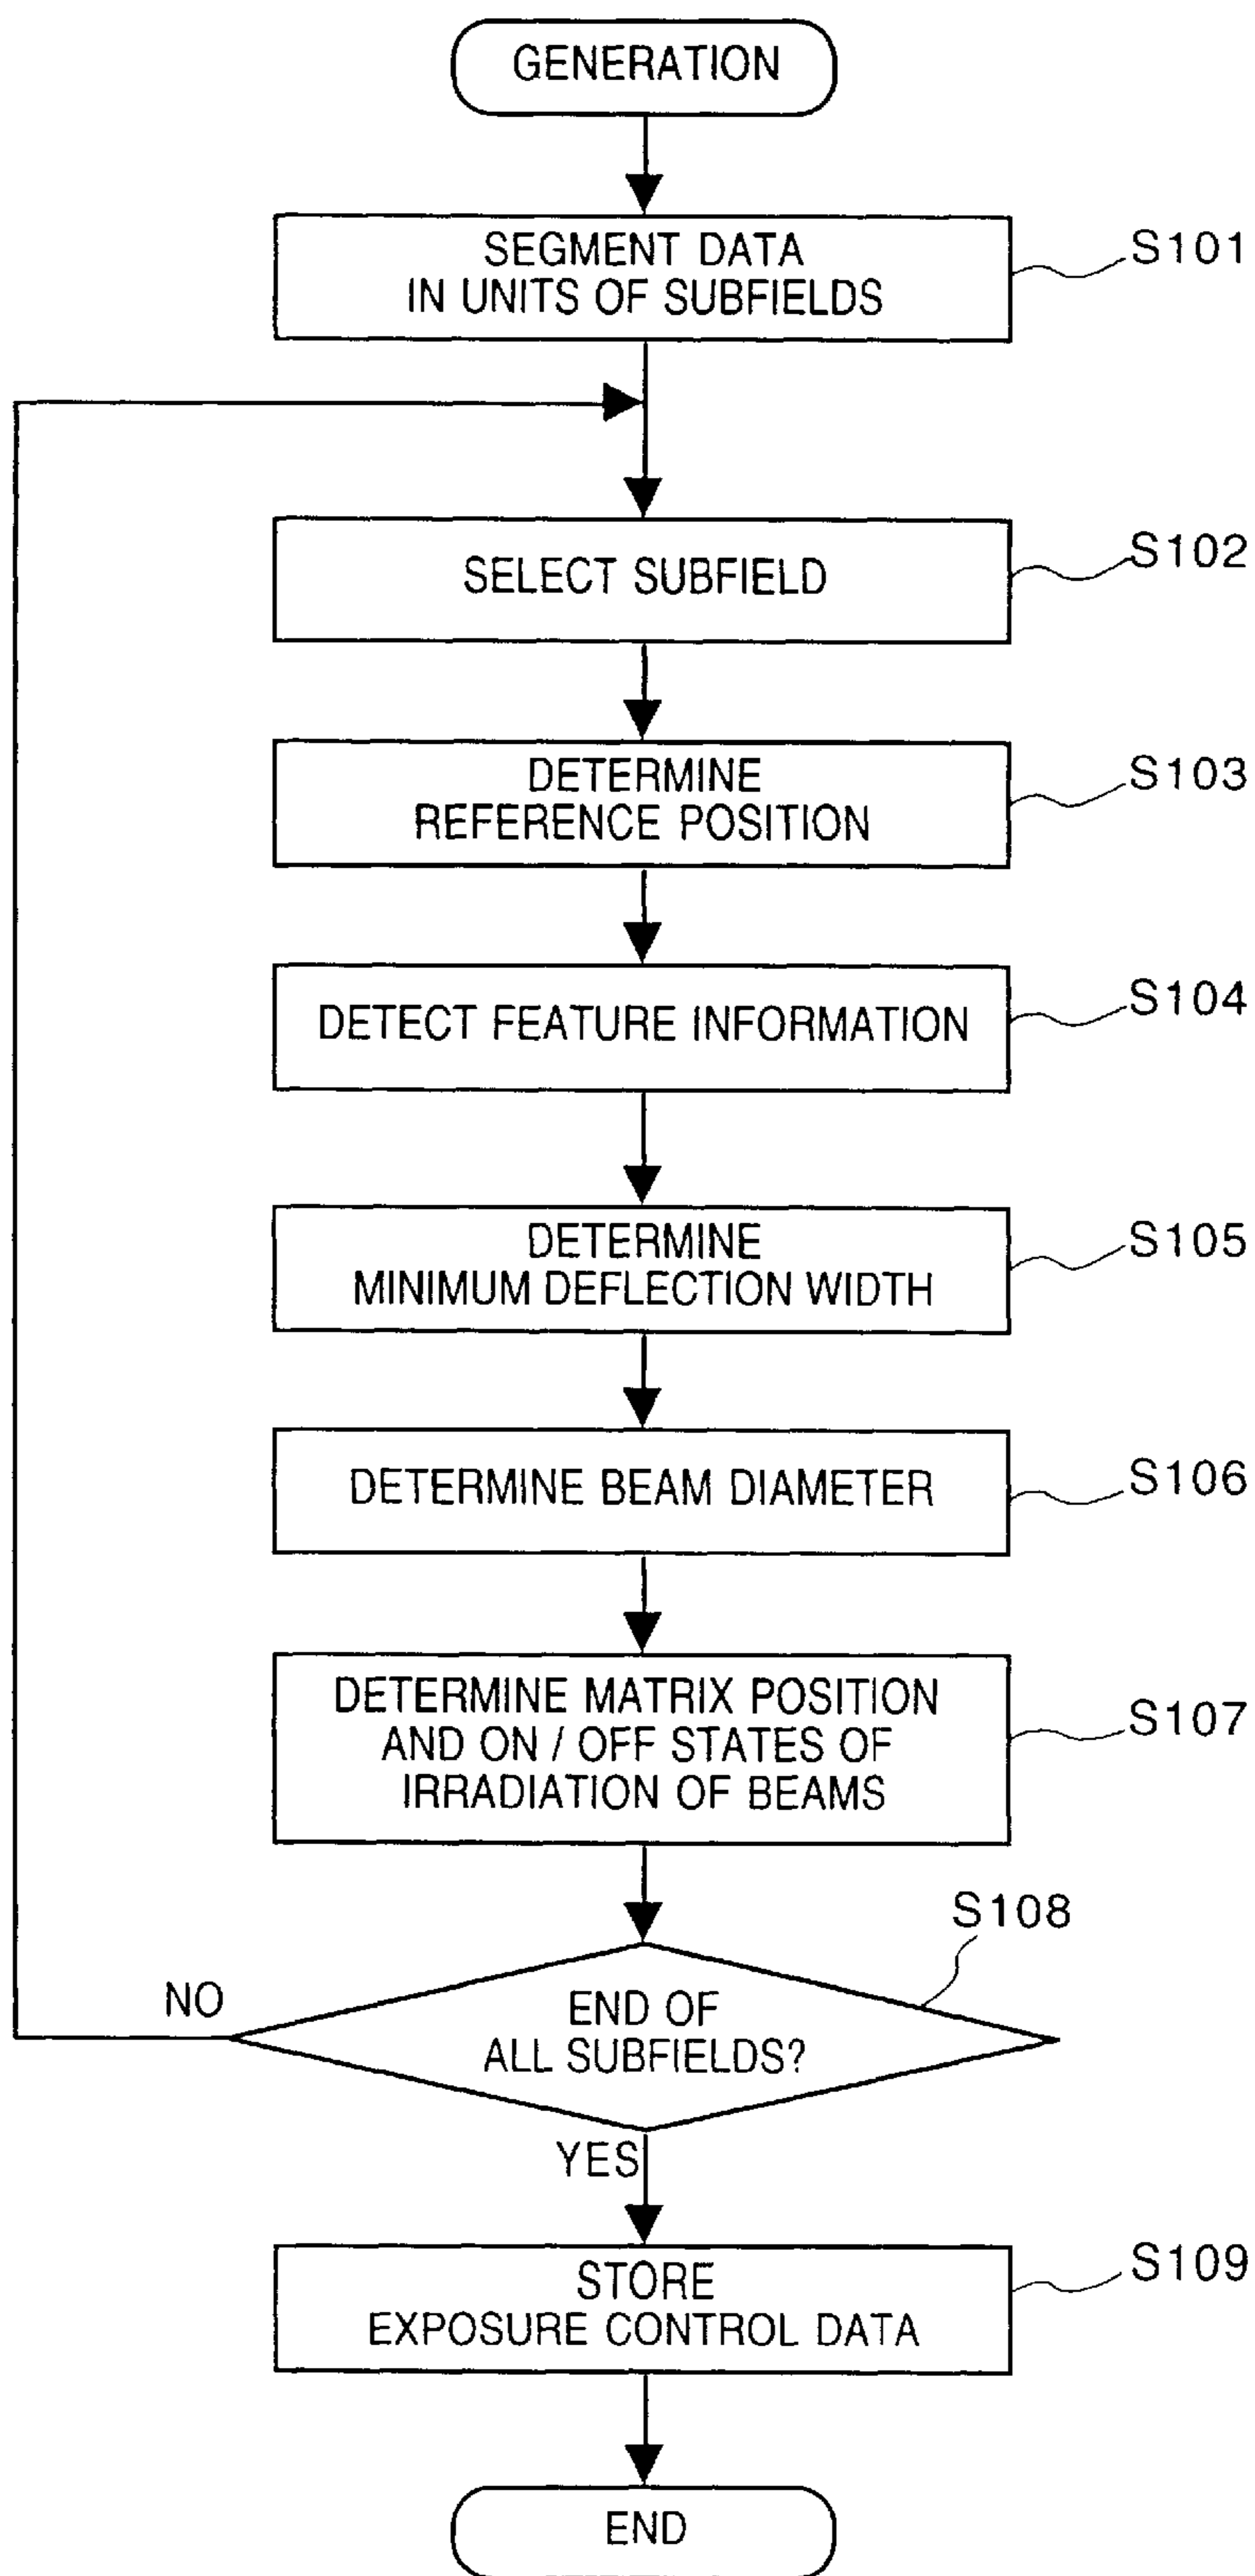 GENERATION
SEGMENT DATA
IN UNITS OF SUBFIELDS
S101
SELECT SUBFIELD
S102
DETERMINE
REFERENCE POSITION
S103
DETECT FEATURE INFORMATION
S104
DETERMINE
MINIMUM DEFLECTION WIDTH
S105
DETERMINE BEAM DIAMETER
S106
DETERMINE MATRIX POSITION
AND ON / OFF STATES OF
IRRADIATION OF BEAMS
S107
S108
NO
END OF
ALL SUBFIELDS?
YES
STORE
EXPOSURE CONTROL DATA
S109
END